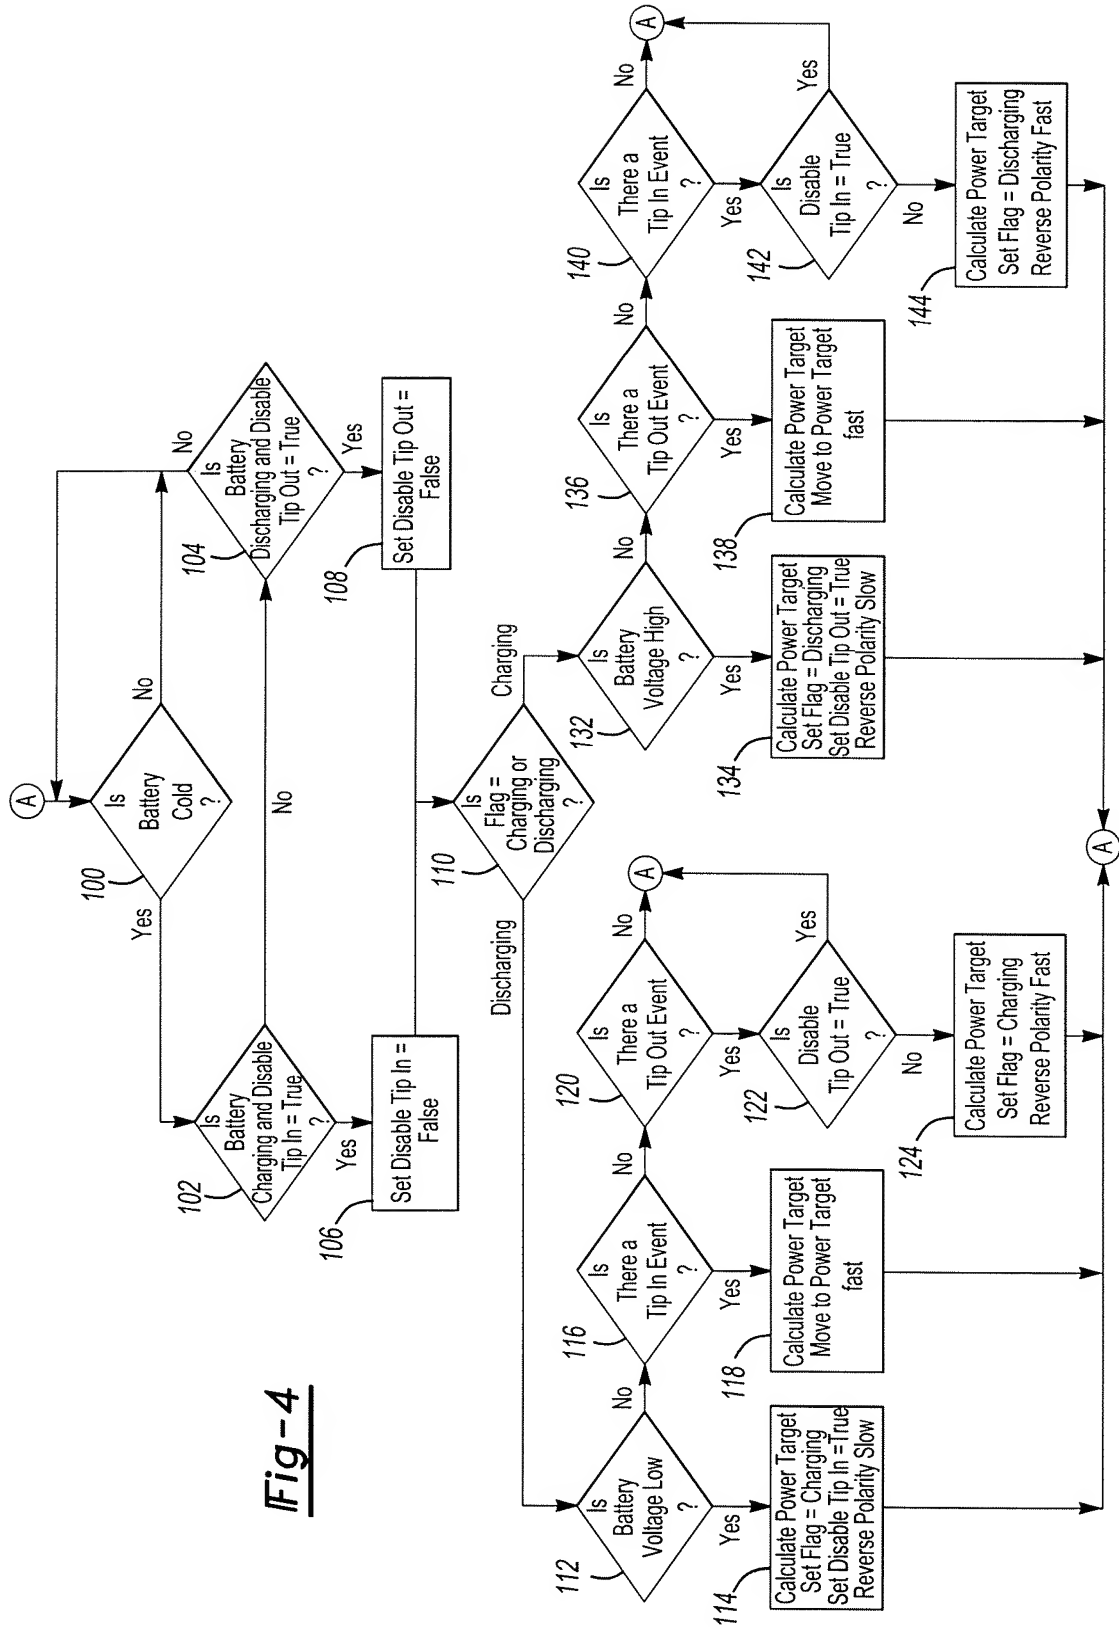 A
Is
Battery
Cold
?
100
Yes
No
Is
Battery
Charging and Disable
Tip In = True
?
102
No
Yes
Is
Battery
Discharging and Disable
Tip Out = True
?
104
No
Yes
Set Disable Tip In =
False
106
Set Disable Tip Out =
False
108
Is
Flag =
Charging or
Discharging
?
110
Discharging
Charging
Is
Battery
Voltage Low
?
112
No
Yes
Calculate Power Target
Set Flag = Charging
Set Disable Tip In =True
Reverse Polarity Slow
114
Is
There a
Tip In Event
?
116
No
Yes
Calculate Power Target
Move to Power Target
fast
118
Is
There a
Tip Out Event
?
120
No
A
Yes
Is
Disable
Tip Out = True
?
122
Yes
No
Calculate Power Target
Set Flag = Charging
Reverse Polarity Fast
124
Is
Battery
Voltage High
?
132
No
Yes
Calculate Power Target
Set Flag = Discharging
Set Disable Tip Out = True
Reverse Polarity Slow
134
Is
There a
Tip Out Event
?
136
No
Yes
Calculate Power Target
Move to Power Target
fast
138
Is
There a
Tip In Event
?
140
No
A
Yes
Is
Disable
Tip In = True
?
142
Yes
No
Calculate Power Target
Set Flag = Discharging
Reverse Polarity Fast
144
A
Fig-4